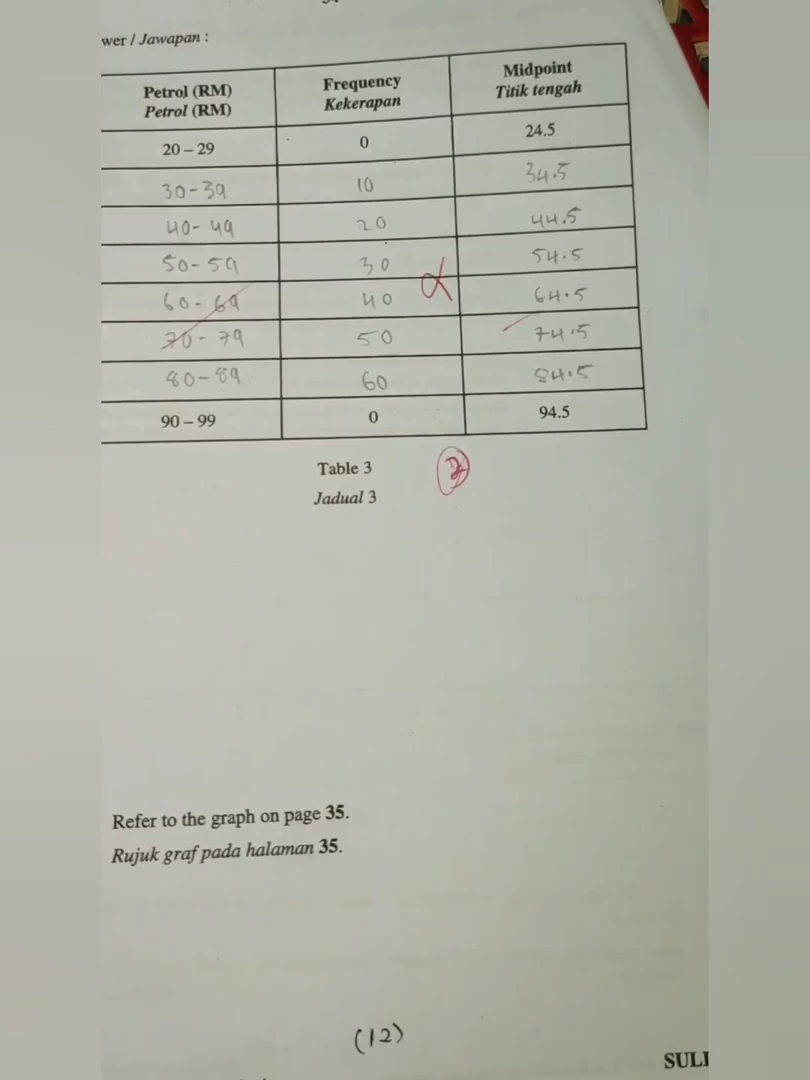 wer / Jawapan :
Petrol (RM) Frequency Midpoint
Petrol (RM) Kekerapan Titik tengah
20 – 29 0 24.5
30-39 10 34.5
40-49 20 44.5
50-59 30 54.5
60-69 40 64.5
70-79 50 74.5
80-89 60 84.5
90 – 99 0 94.5
Table 3
Jadual 3
Refer to the graph on page 35.
Rujuk graf pada halaman 35.
(12)
SULI